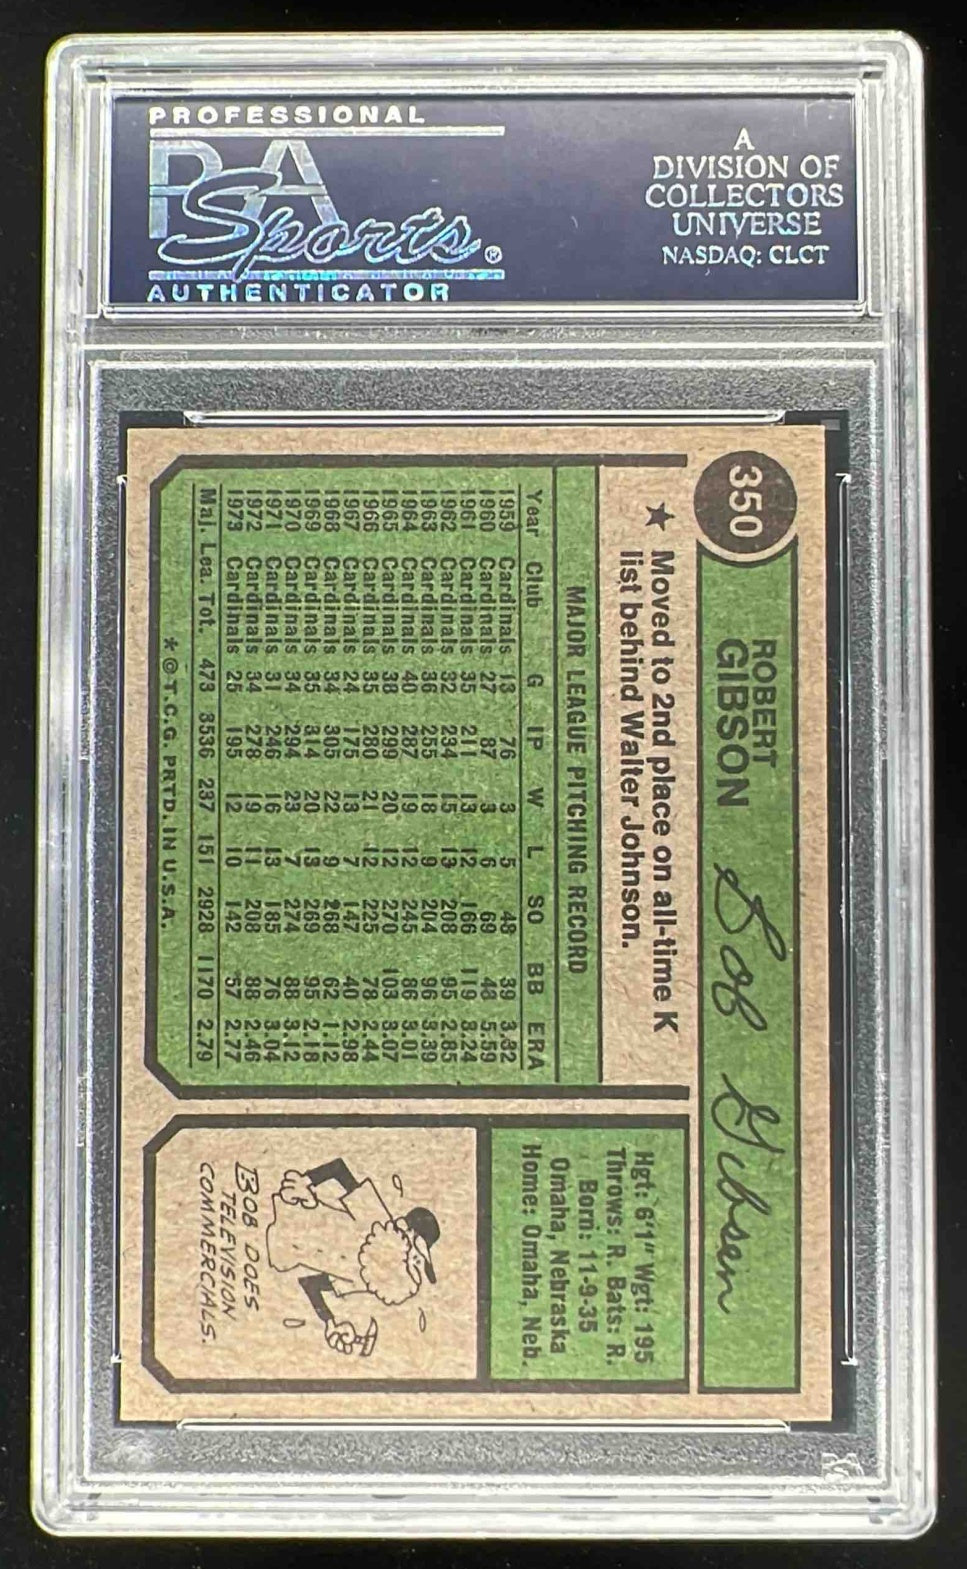 PROFESSIONAL
PSA
Sports®
AUTHENTICATOR
A
DIVISION OF
COLLECTORS
UNIVERSE
NASDAQ: CLCT
350
ROBERT
GIBSON
Bob Gibson
★ Moved to 2nd place on all-time K
list behind Walter Johnson.
MAJOR LEAGUE PITCHING RECORD
Year Club G IP W L SO BB ERA
1959 Cardinals 13 76 3 5 48 39 3.32
1960 Cardinals 27 87 3 6 69 48 5.59
1961 Cardinals 35 211 13 12 166 119 3.24
1962 Cardinals 32 234 15 13 208 95 2.85
1963 Cardinals 36 255 18 9 204 96 3.39
1964 Cardinals 40 287 19 12 245 86 3.01
1965 Cardinals 38 299 20 12 270 103 3.07
1966 Cardinals 35 280 21 12 225 78 2.44
1967 Cardinals 24 175 13 7 147 40 2.98
1968 Cardinals 34 305 22 9 268 62 1.12
1969 Cardinals 35 314 20 13 269 95 2.18
1970 Cardinals 34 294 23 7 274 88 3.12
1971 Cardinals 31 246 16 13 185 76 3.04
1972 Cardinals 34 278 19 11 208 88 2.46
1973 Cardinals 25 195 12 10 142 57 2.77
Maj. Lea. Tot. 473 3536 237 151 2928 1170 2.79
* © T.C.G. PRTD. IN U.S.A.
Hgt: 6'1" Wgt: 195
Throws: R. Bats: R.
Born: 11-9-35
Omaha, Nebraska
Home: Omaha, Neb.
BOB DOES
TELEVISION
COMMERCIALS.
PSA